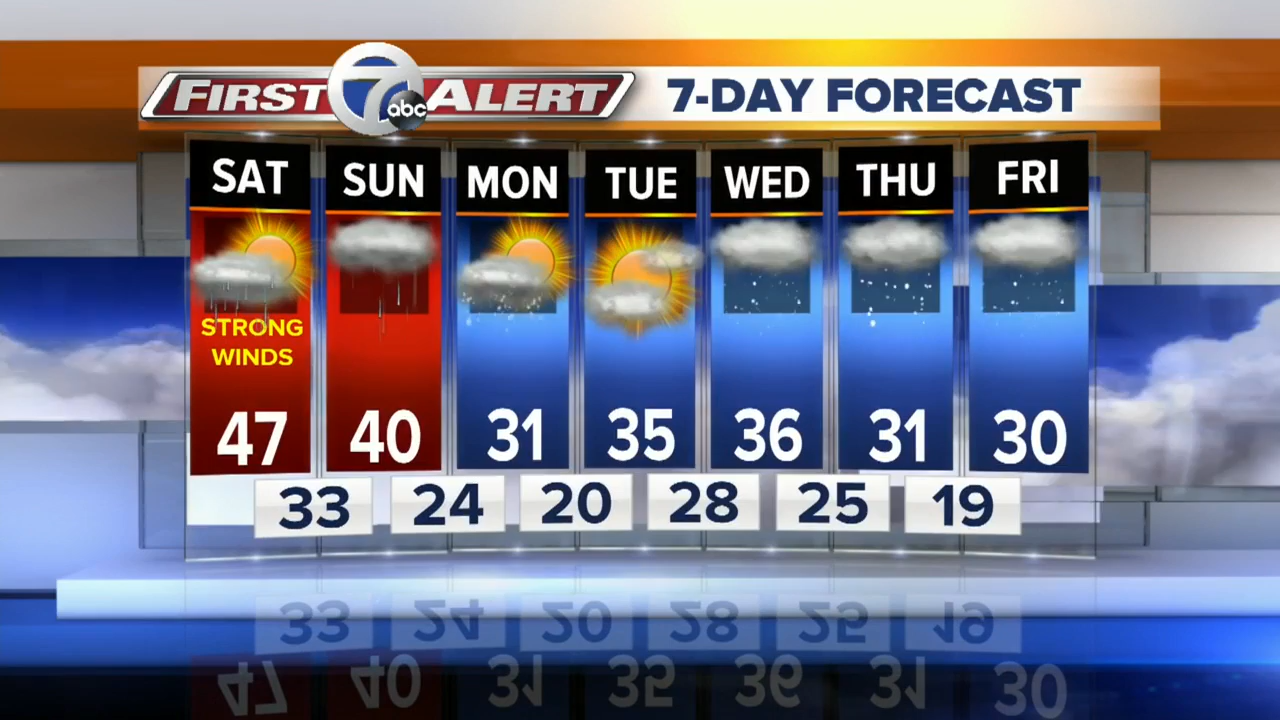 FIRST 7 abc ALERT 7-DAY FORECAST
SAT SUN MON TUE WED THU FRI
STRONG
WINDS
47 40 31 35 36 31 30
33 24 20 28 25 19